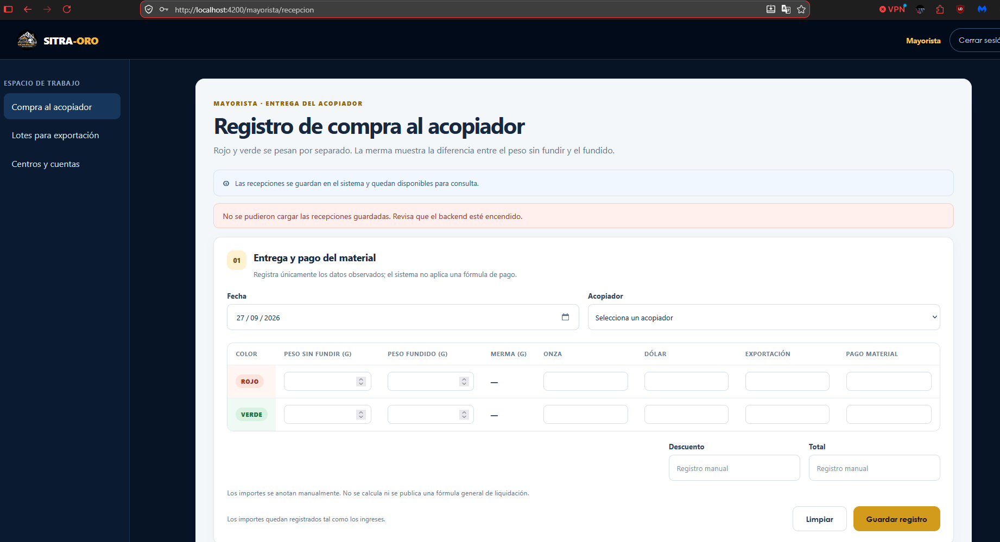 http://localhost:4200/mayorista/recepcion
VPN
SITRA-ORO
Mayorista
Cerrar sesió
ESPACIO DE TRABAJO
Compra al acopiador
Lotes para exportación
Centros y cuentas
MAYORISTA · ENTREGA DEL ACOPIADOR
Registro de compra al acopiador
Rojo y verde se pesan por separado. La merma muestra la diferencia entre el peso sin fundir y el fundido.
Las recepciones se guardan en el sistema y quedan disponibles para consulta.
No se pudieron cargar las recepciones guardadas. Revisa que el backend esté encendido.
01
Entrega y pago del material
Registra únicamente los datos observados; el sistema no aplica una fórmula de pago.
Fecha
Acopiador
27 / 09 / 2026
Selecciona un acopiador
COLOR PESO SIN FUNDIR (G) PESO FUNDIDO (G) MERMA (G) ONZA DÓLAR EXPORTACIÓN PAGO MATERIAL
ROJO —
VERDE —
Descuento
Total
Registro manual
Registro manual
Los importes se anotan manualmente. No se calcula ni se publica una fórmula general de liquidación.
Los importes quedan registrados tal como los ingreses.
Limpiar
Guardar registro